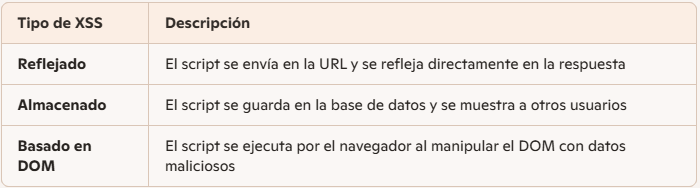 Tipo de XSS Descripción
Reflejado El script se envía en la URL y se refleja directamente en la respuesta
Almacenado El script se guarda en la base de datos y se muestra a otros usuarios
Basado en DOM El script se ejecuta por el navegador al manipular el DOM con datos
maliciosos